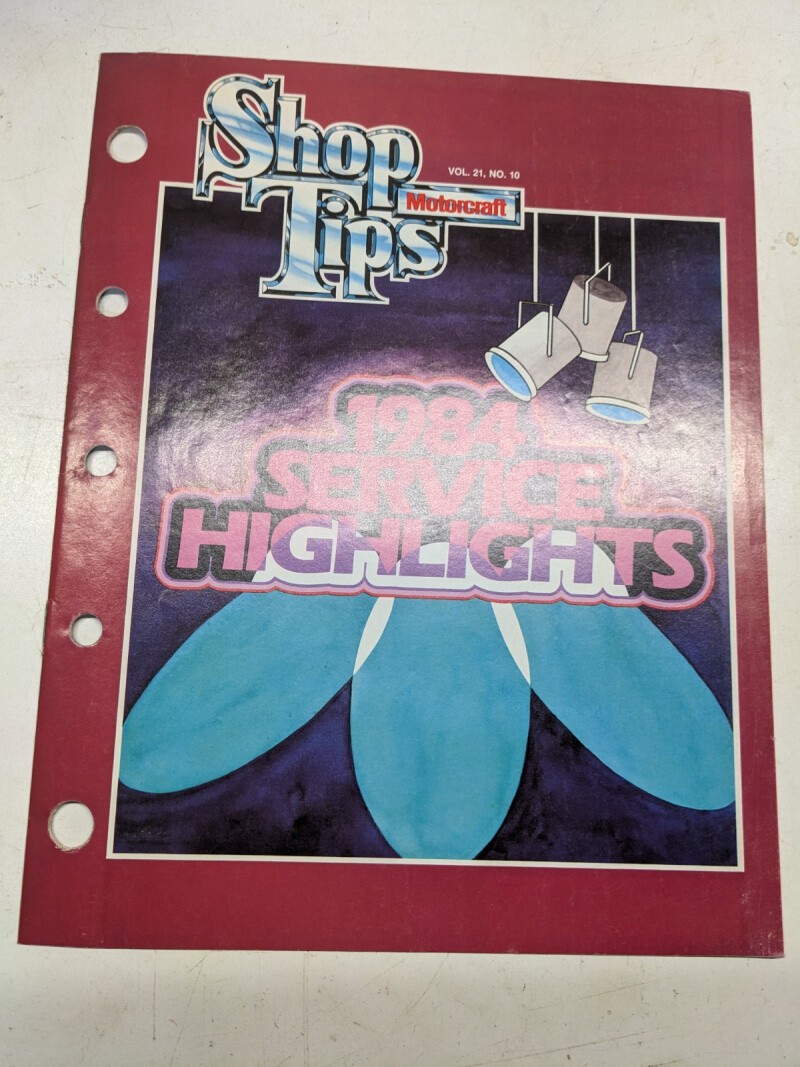 Shop
Tips
Motorcraft
VOL. 21, NO. 10
1984
SERVICE
HIGHLIGHTS